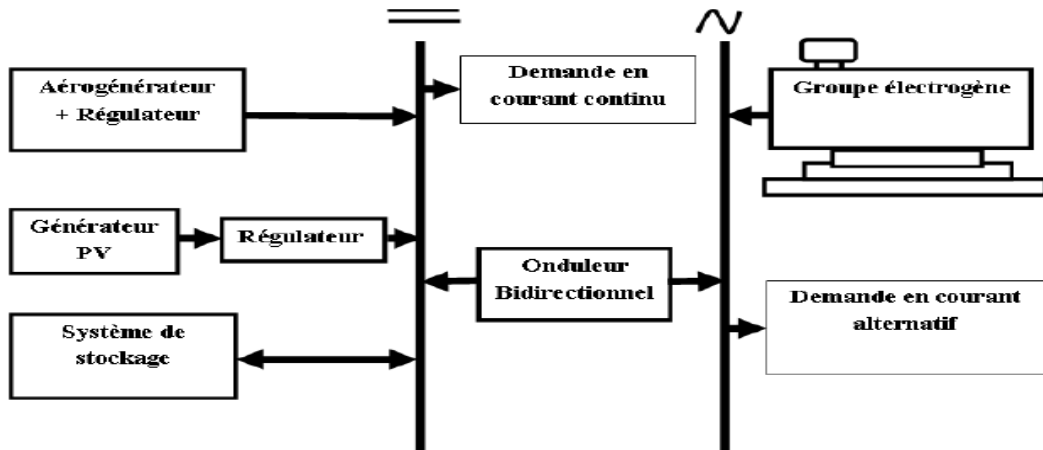 Aérogénérateur
+ Régulateur
Demande en
courant continu
Groupe électrogène
Générateur
PV
Régulateur
Onduleur
Bidirectionnel
Demande en courant
alternatif
Système de
stockage